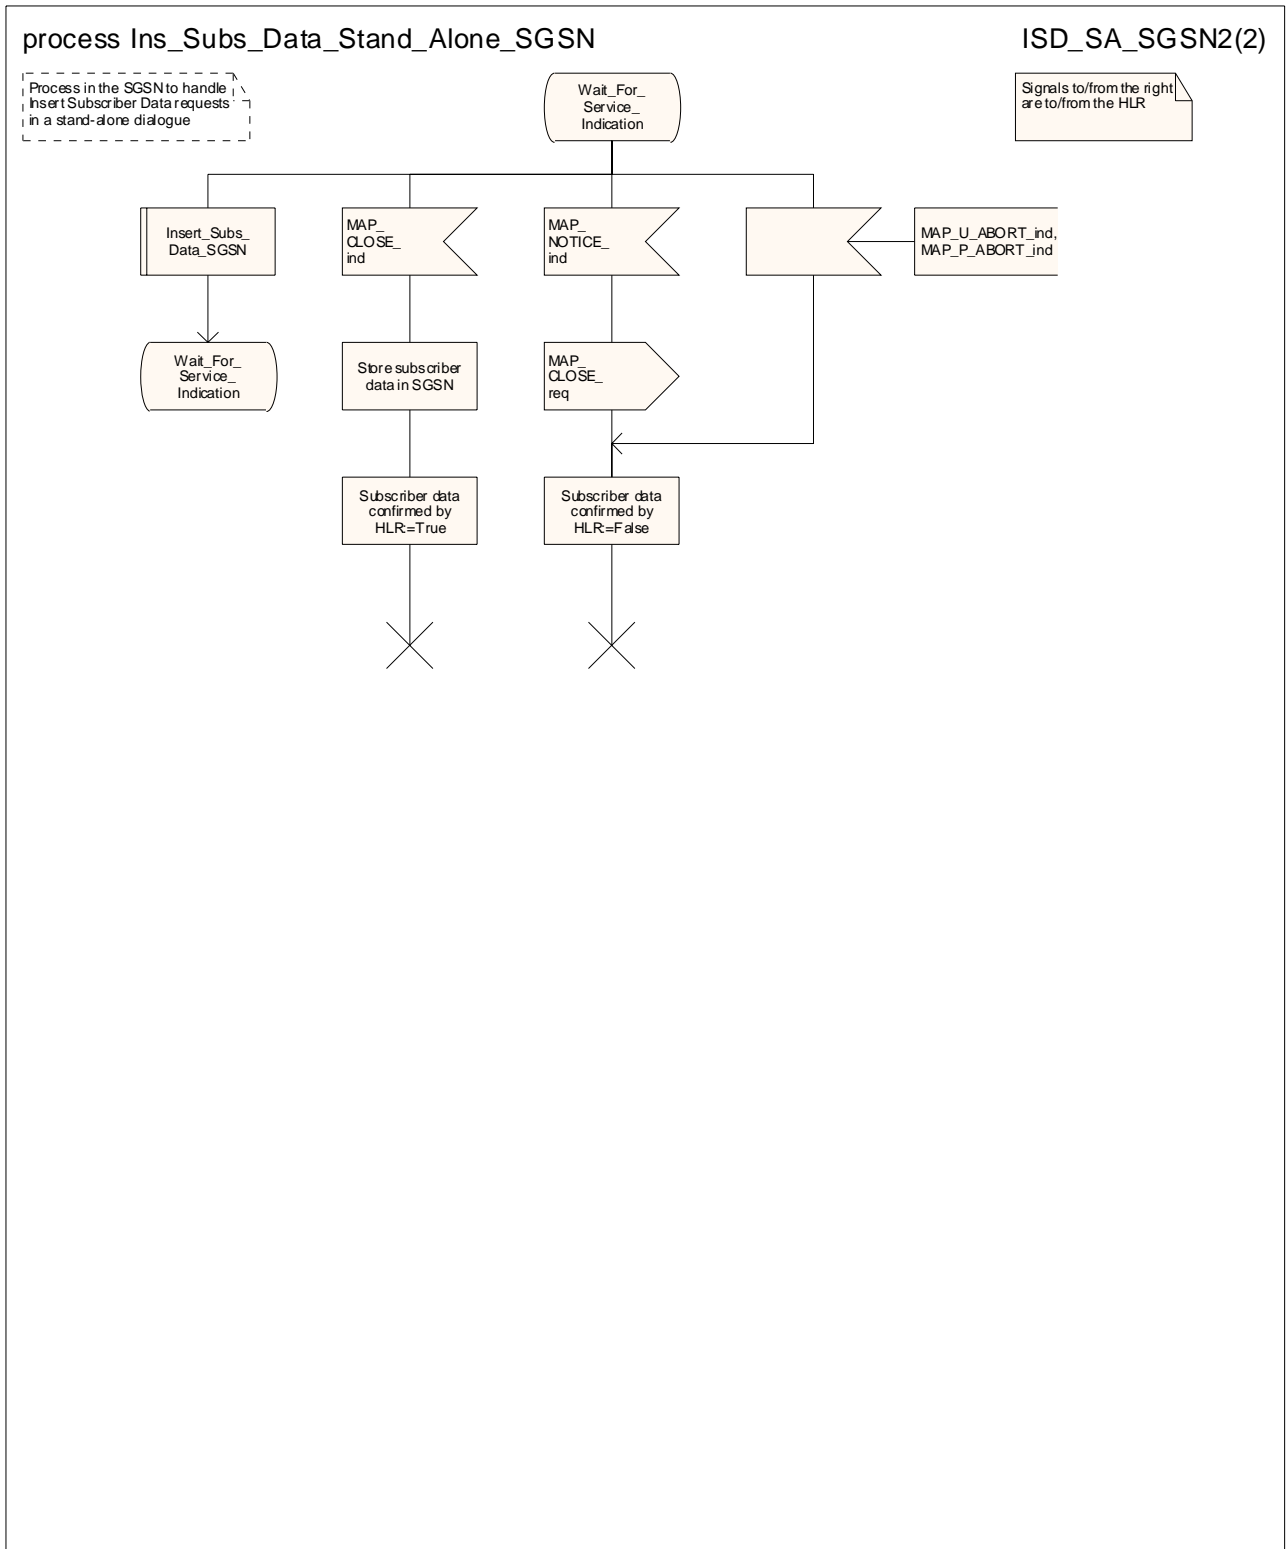 process Ins_Subs_Data_Stand_Alone_SGSN
ISD_SA_SGSN2(2)
Process in the SGSN to handle
Insert Subscriber Data requests
in a stand-alone dialogue
Wait_For_
Service_
Indication
Signals to/from the right
are to/from the HLR
Insert_Subs_
Data_SGSN
MAP_
CLOSE_
ind
MAP_
NOTICE_
ind
MAP_U_ABORT_ind,
MAP_P_ABORT_ind
Wait_For_
Service_
Indication
Store subscriber
data in SGSN
MAP_
CLOSE_
req
Subscriber data
confirmed by
HLR:=True
Subscriber data
confirmed by
HLR:=False